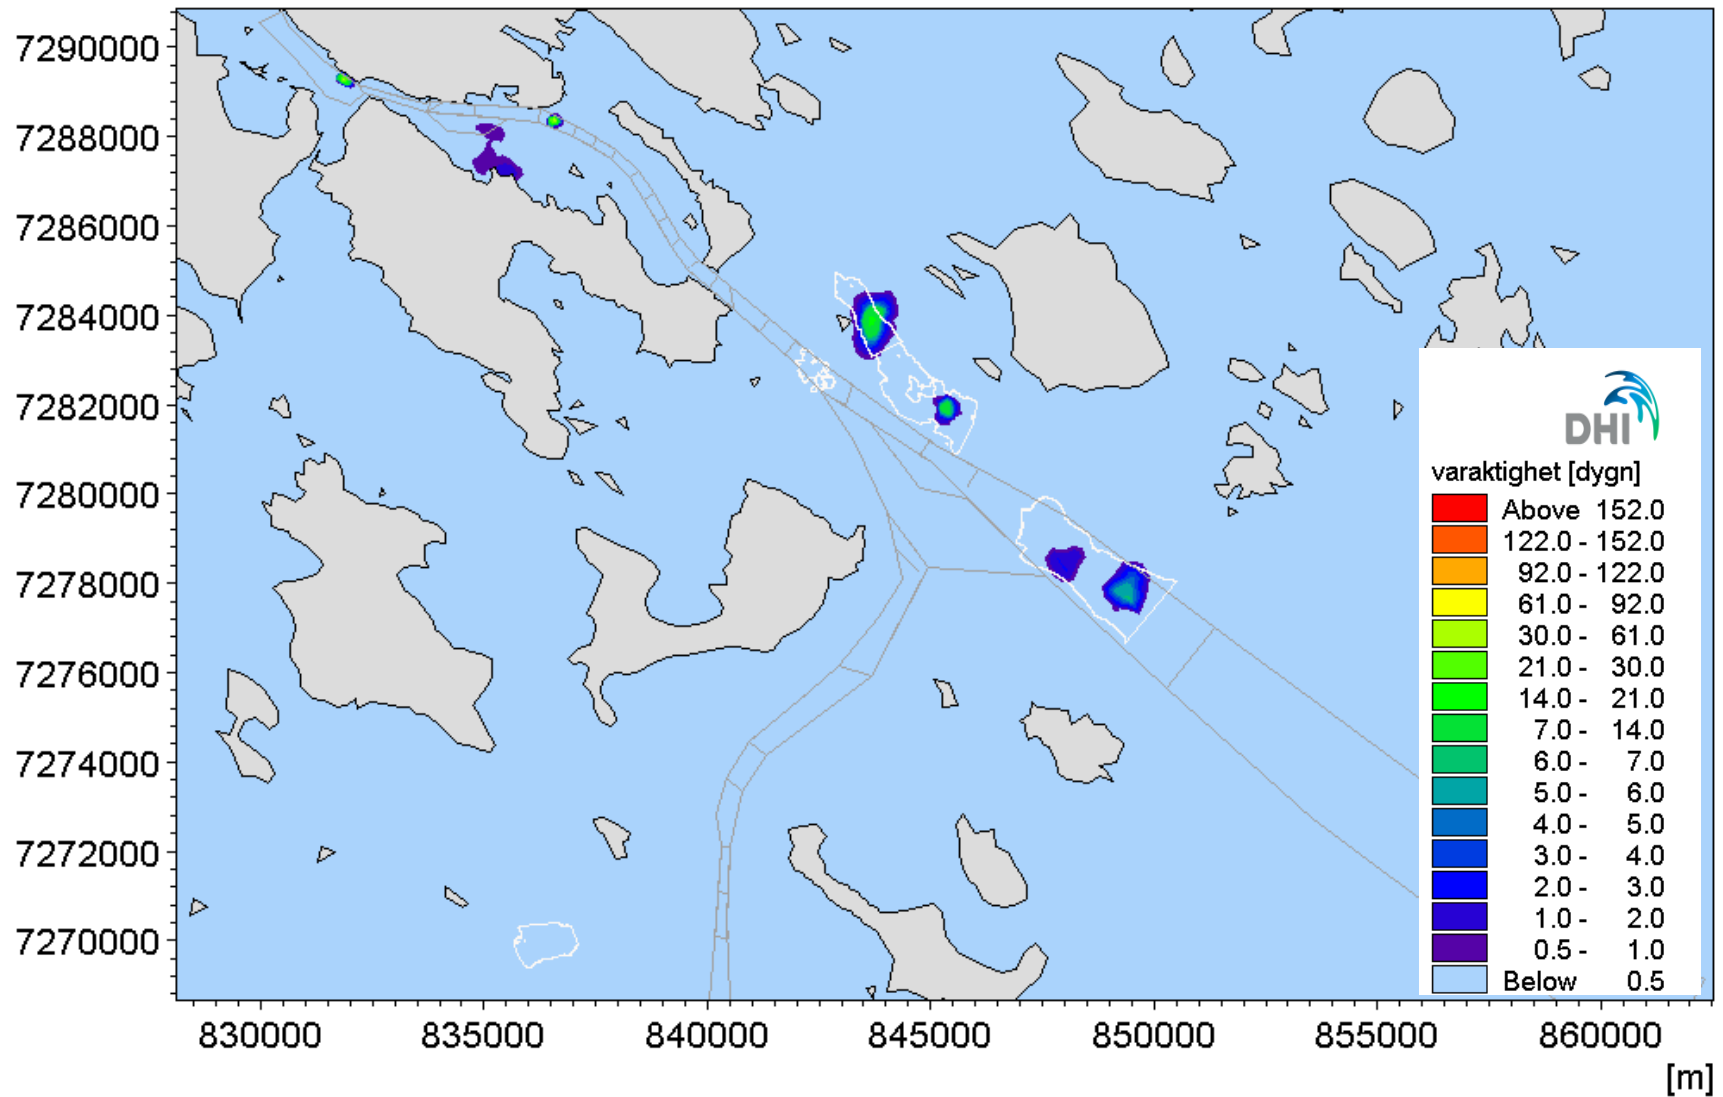 7290000
7288000
7286000
7284000
7282000
7280000
7278000
7276000
7274000
7272000
7270000
830000 835000 840000 845000 850000 855000 860000
[m]
DHI
varaktighet [dygn]
Above 152.0
122.0 - 152.0
92.0 - 122.0
61.0 - 92.0
30.0 - 61.0
21.0 - 30.0
14.0 - 21.0
7.0 - 14.0
6.0 - 7.0
5.0 - 6.0
4.0 - 5.0
3.0 - 4.0
2.0 - 3.0
1.0 - 2.0
0.5 - 1.0
Below 0.5